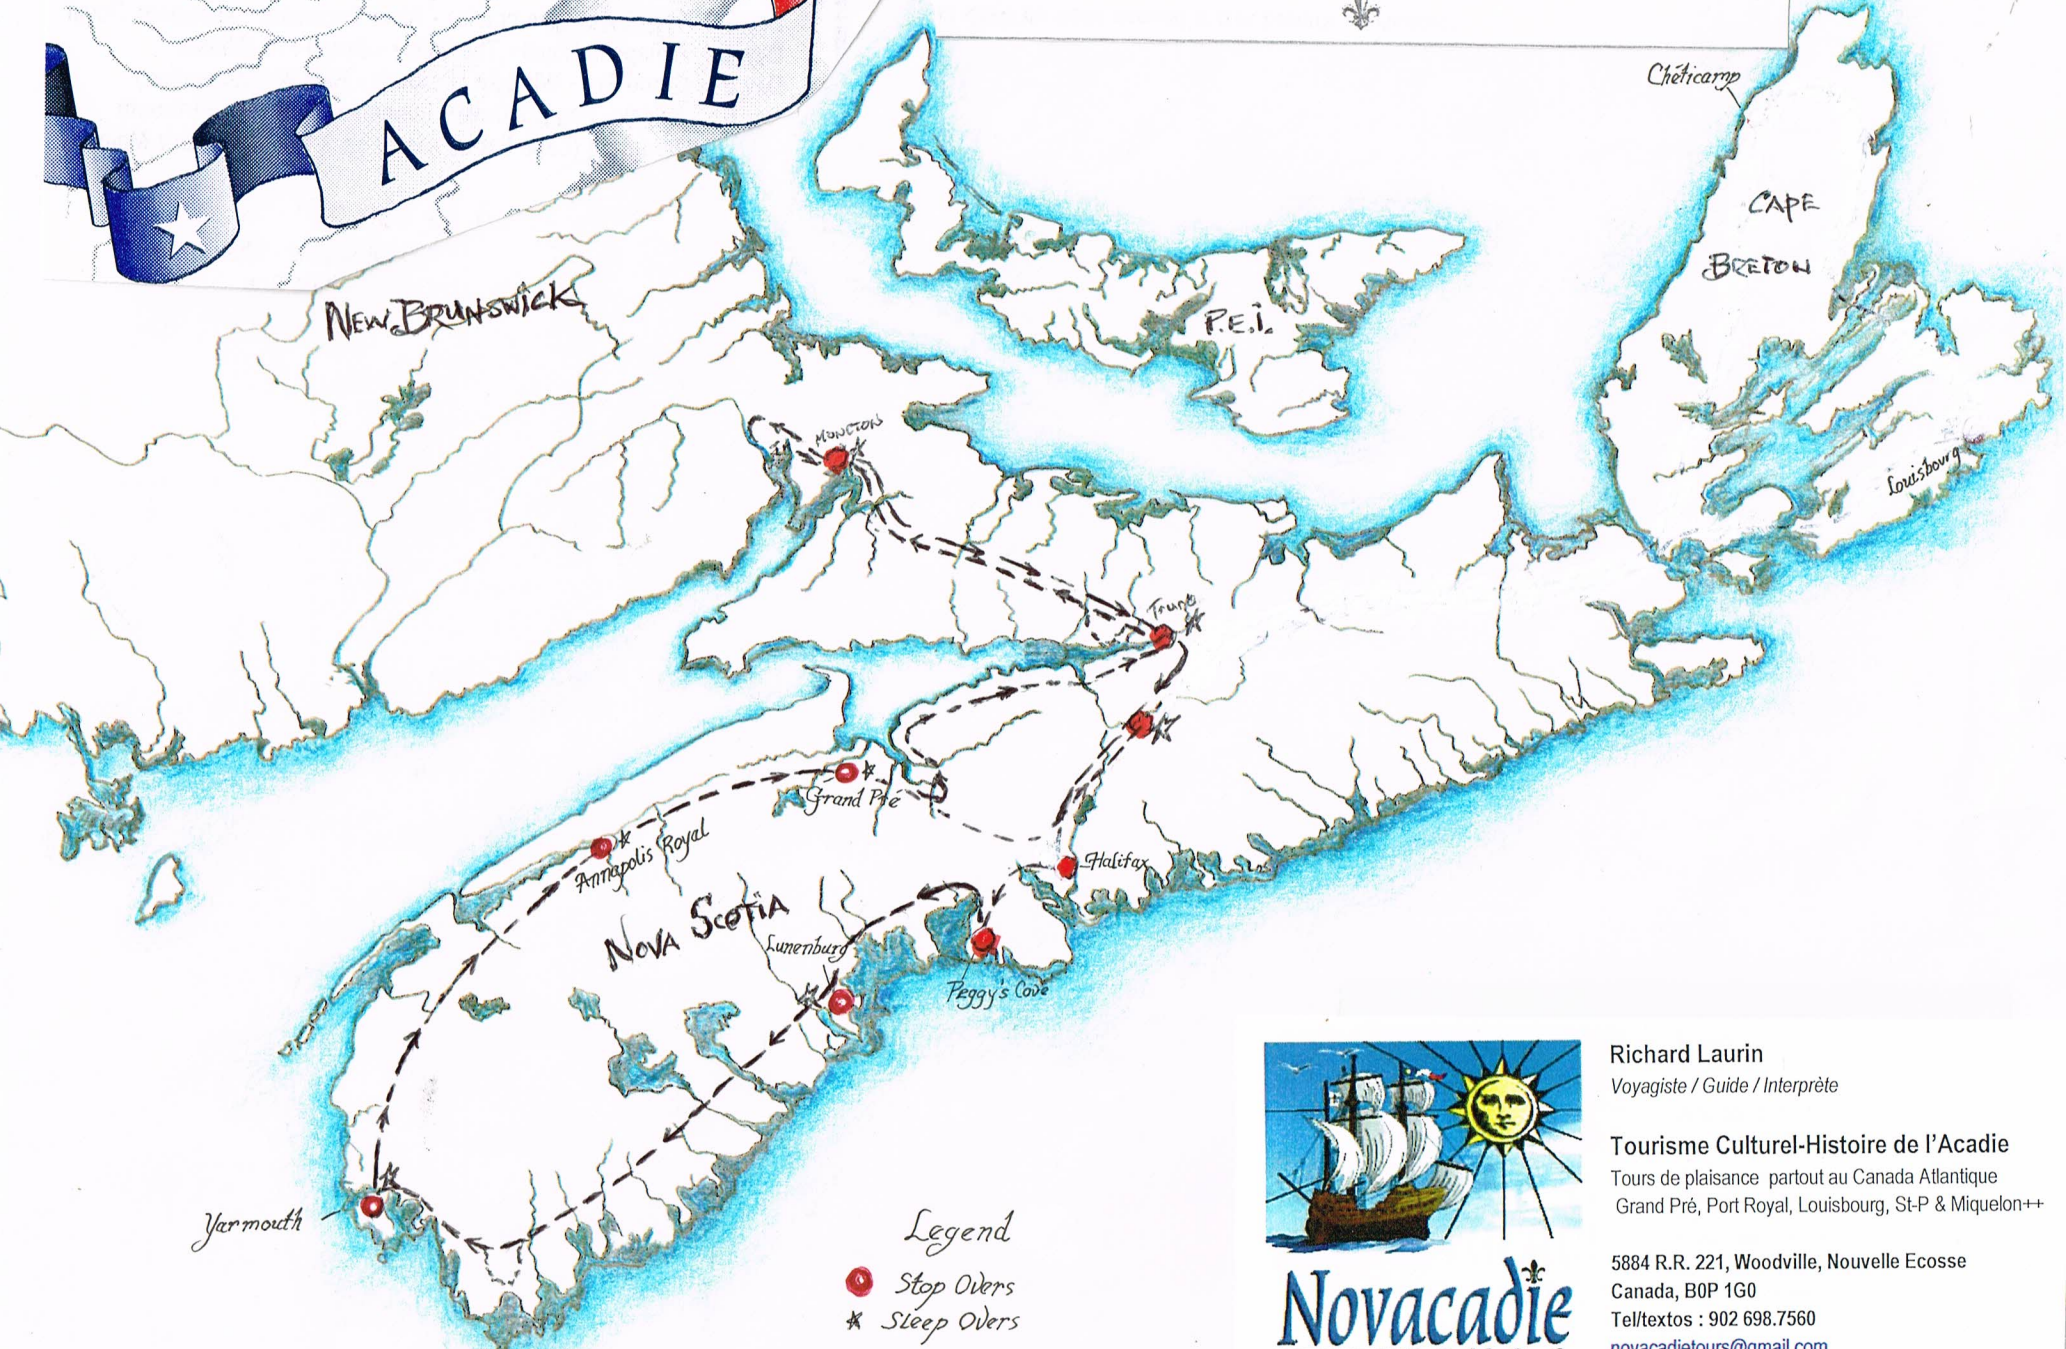 ACADIE
Chéticamp
CAPE
BRETON
NEW BRUNSWICK
P.E.I.
MONCTON
Louisbourg
Truro
Grand Pré
Annapolis Royal
Halifax
NOVA SCOTIA
Lunenburg
Peggy's Cove
Yarmouth
Legend
Stop Overs
Sleep Overs
Richard Laurin
Voyagiste / Guide / Interprète
Tourisme Culturel-Histoire de l'Acadie
Tours de plaisance partout au Canada Atlantique
Grand Pré, Port Royal, Louisbourg, St-P & Miquelon++
5884 R.R. 221, Woodville, Nouvelle Ecosse
Canada, B0P 1G0
Tel/textos : 902 698.7560
novacadietours@gmail.com
Novacadie